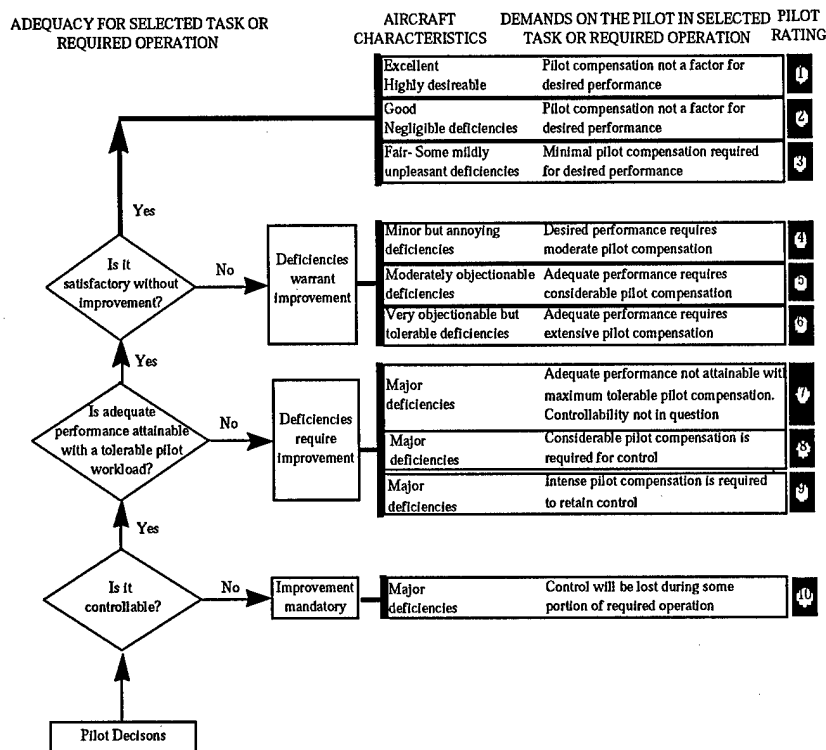 ADEQUACY FOR SELECTED TASK OR
REQUIRED OPERATION
AIRCRAFT
CHARACTERISTICS
DEMANDS ON THE PILOT IN SELECTED
TASK OR REQUIRED OPERATION
PILOT
RATING
Excellent
Highly desireable
Pilot compensation not a factor for
desired performance
1
Good
Negligible deficiencies
Pilot compensation not a factor for
desired performance
2
Fair- Some mildly
unpleasant deficiencies
Minimal pilot compensation required
for desired performance
3
Yes
Is it
satisfactory without
improvement?
No
Deficiencies
warrant
improvement
Minor but annoying
deficiencies
Desired performance requires
moderate pilot compensation
4
Moderately objectionable
deficiencies
Adequate performance requires
considerable pilot compensation
5
Very objectionable but
tolerable deficiencies
Adequate performance requires
extensive pilot compensation
6
Yes
Is adequate
performance attainable
with a tolerable pilot
workload?
No
Deficiencies
require
improvement
Major
deficiencies
Adequate performance not attainable with
maximum tolerable pilot compensation.
Controllability not in question
7
Major
deficiencies
Considerable pilot compensation is
required for control
8
Major
deficiencies
Intense pilot compensation is required
to retain control
9
Yes
Is it
controllable?
No
Improvement
mandatory
Major
deficiencies
Control will be lost during some
portion of required operation
10
Pilot Decisons